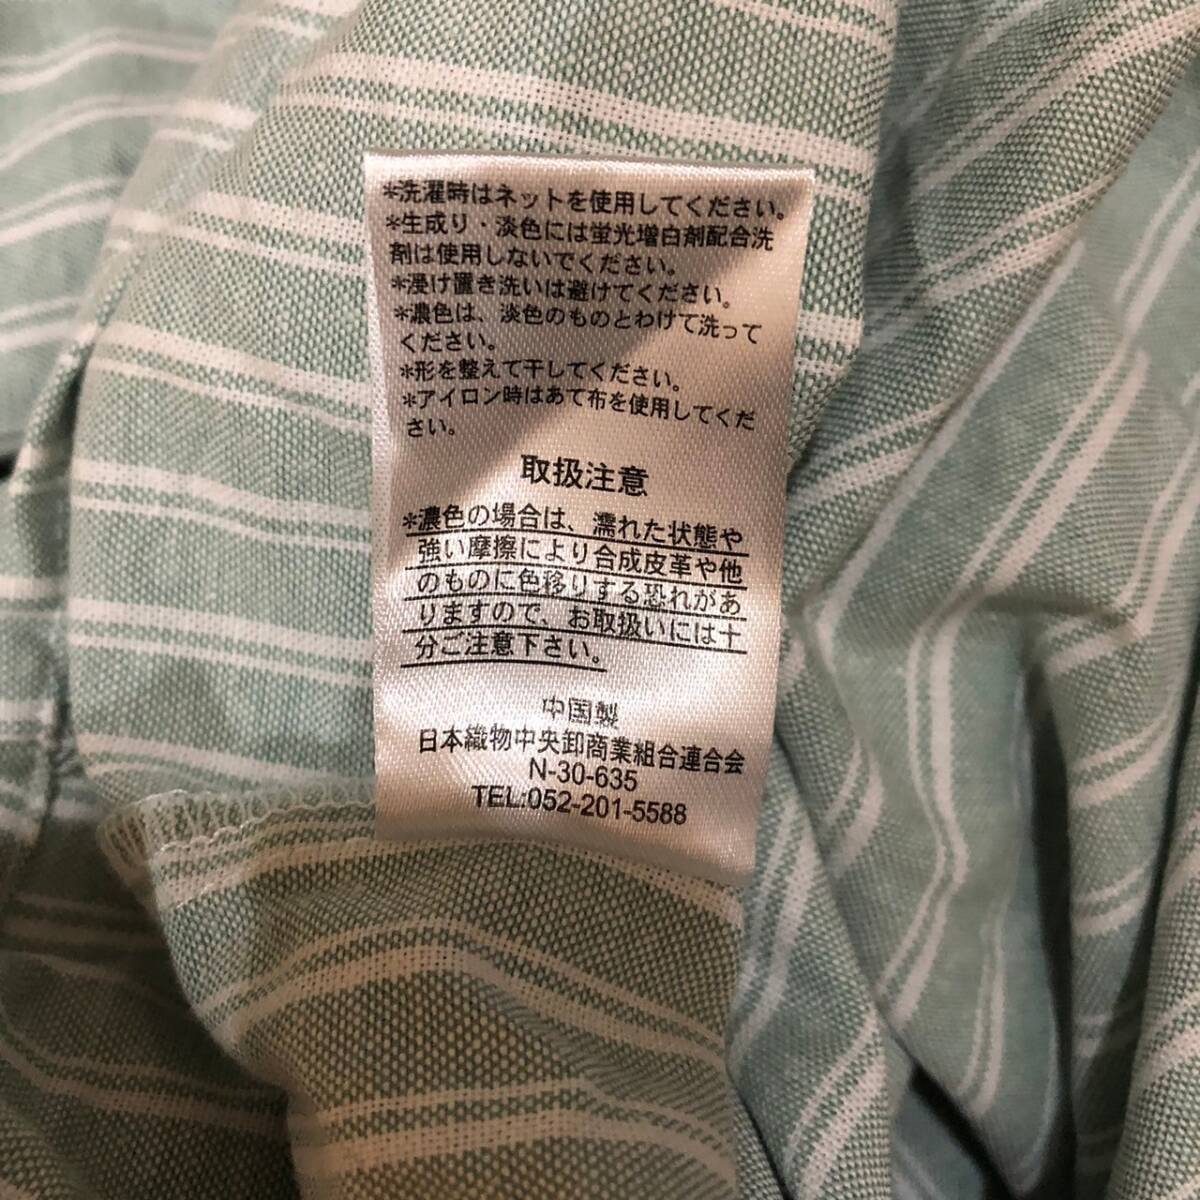 *洗濯時はネットを使用してください。
*生成り・淡色には蛍光増白剤配合洗
剤は使用しないでください。
*浸け置き洗いは避けてください。
*濃色は、淡色のものとわけて洗って
ください。
*形を整えて干してください。
*アイロン時はあて布を使用してくだ
さい。
取扱注意
*濃色の場合は、濡れた状態や
強い摩擦により合成皮革や他
のものに色移りする恐れがあ
りますので、お取扱いには十
分ご注意下さい。
中国製
日本織物中央卸商業組合連合会
N-30-635
TEL:052-201-5588